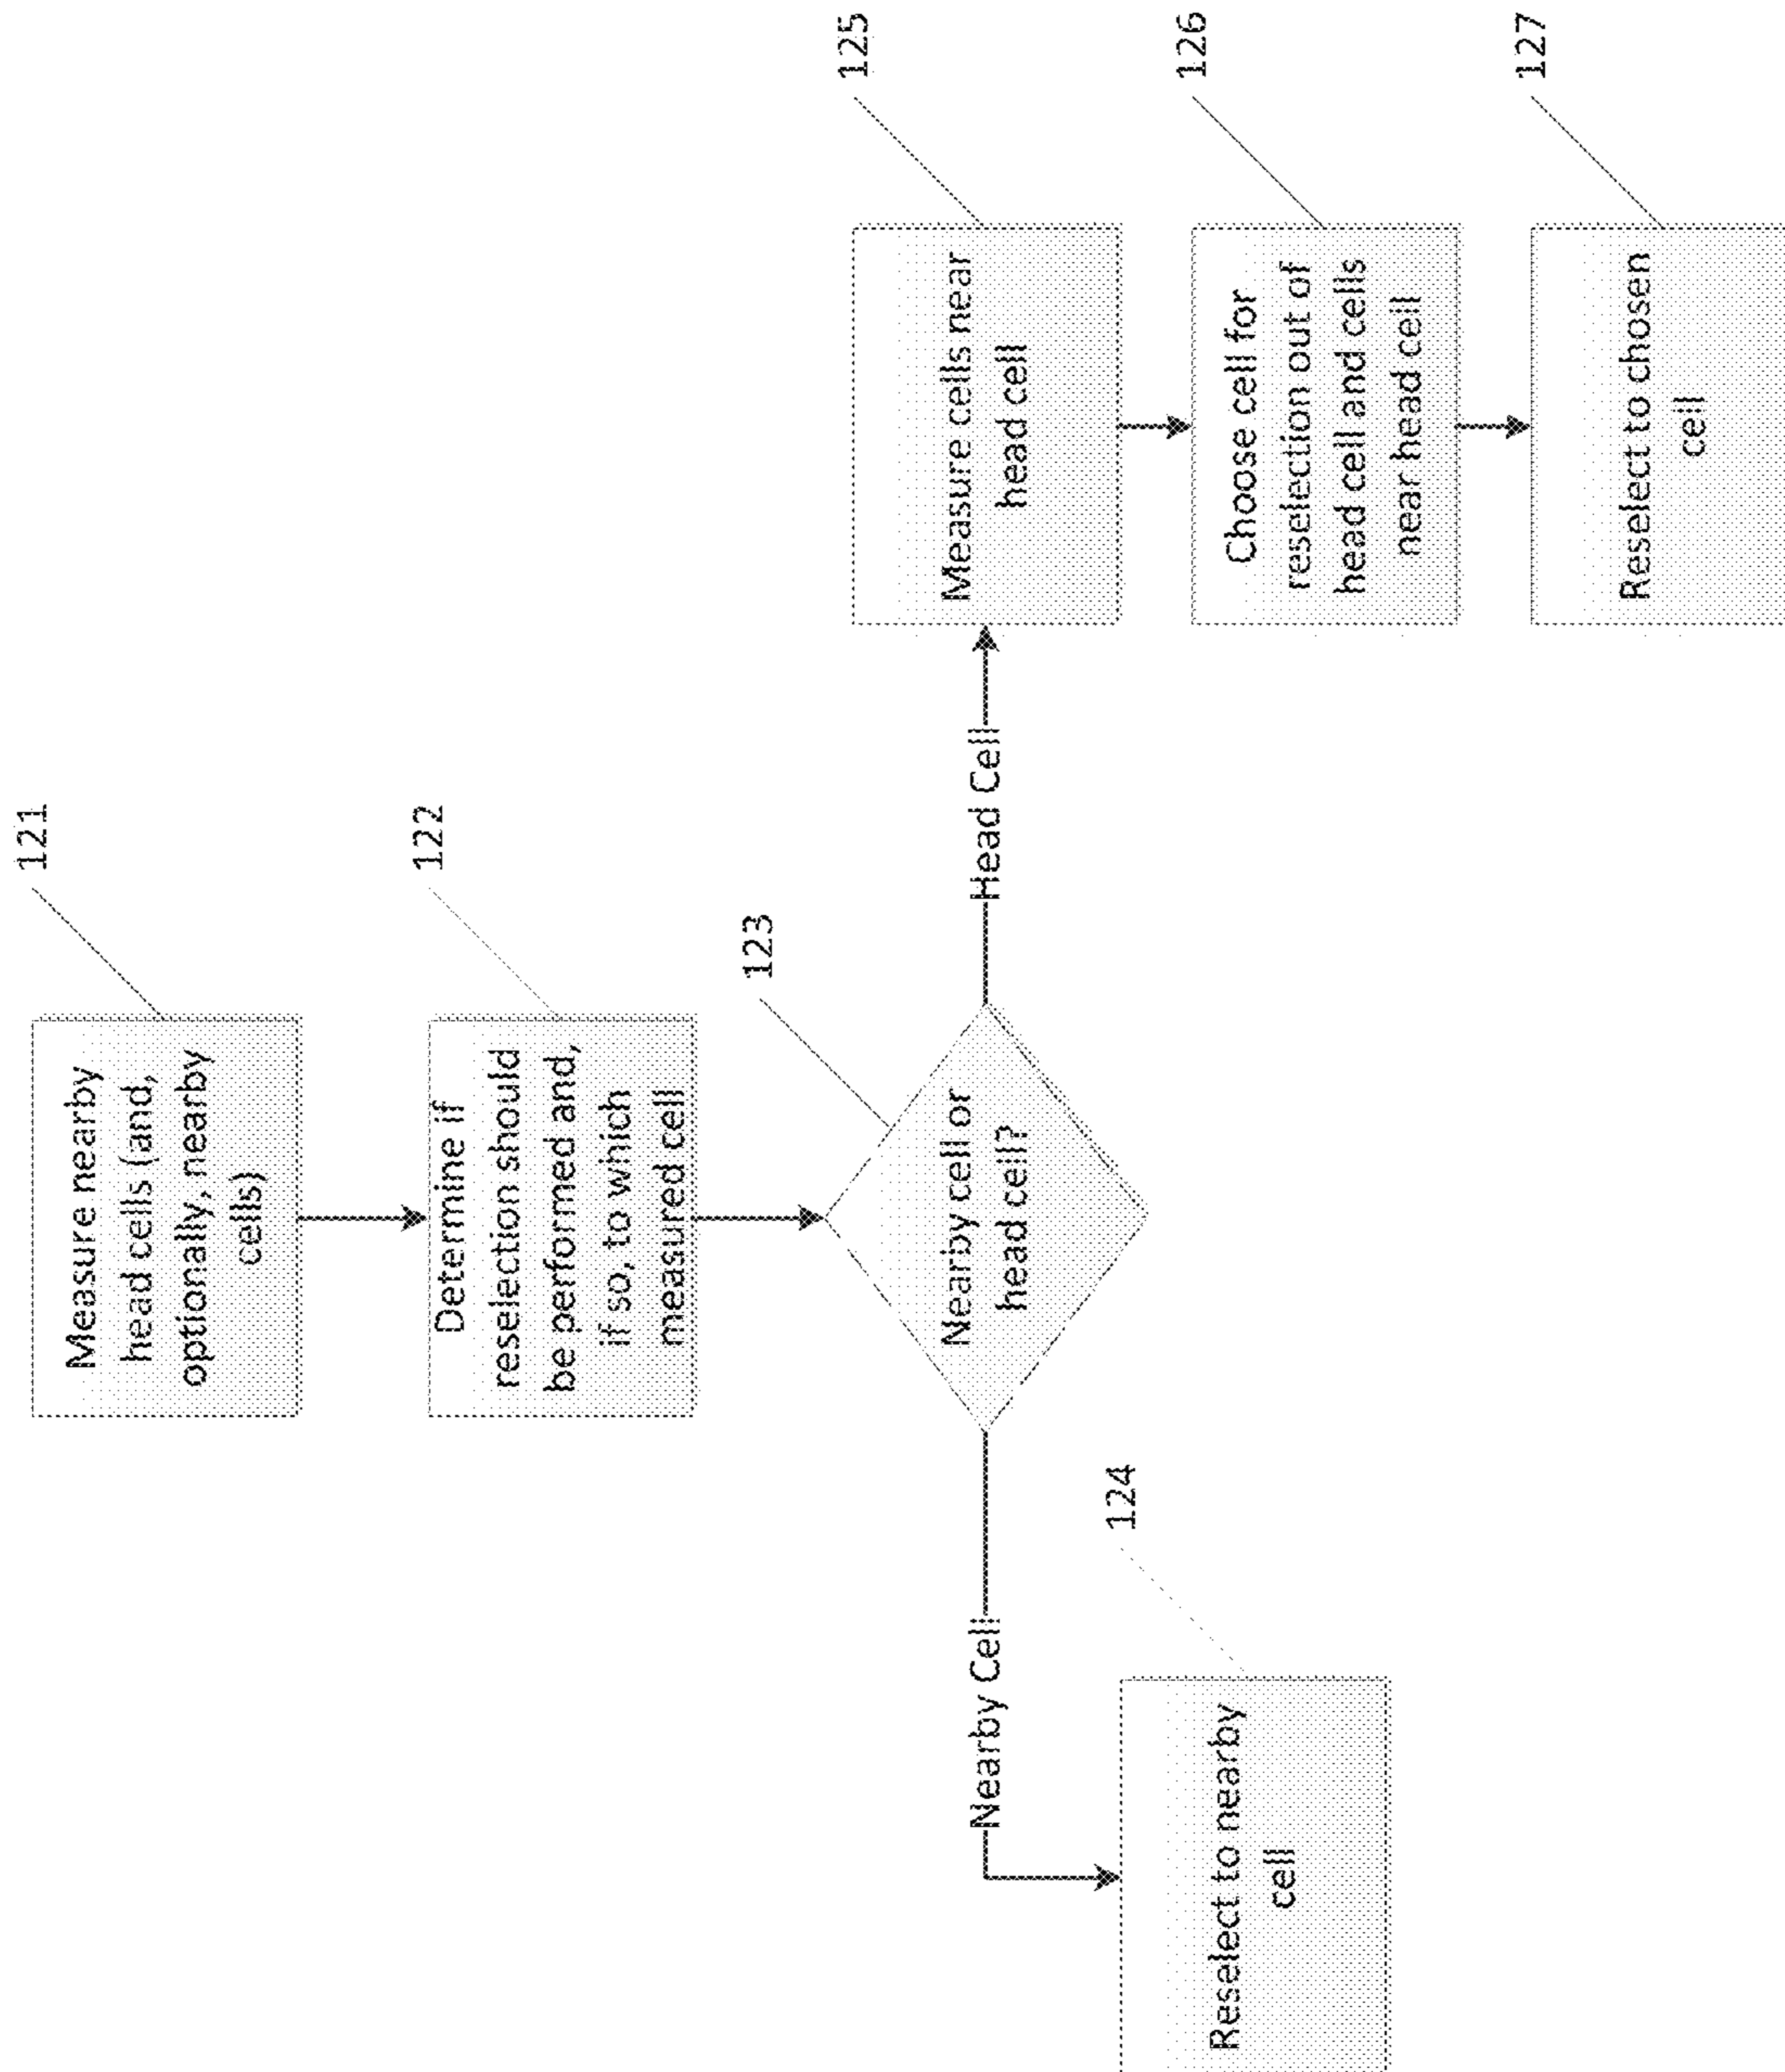 121
Measure nearby
head cells (and,
optionally, nearby
cells)
122
Determine if
reselection should
be performed and,
if so, to which
measured cell
123
Nearby cell or
head cell?
Nearby Cell
Head Cell
124
Reselect to nearby
cell
125
Measure cells near
head cell
126
Choose cell for
reselection out of
head cell and cells
near head cell
127
Reselect to chosen
cell